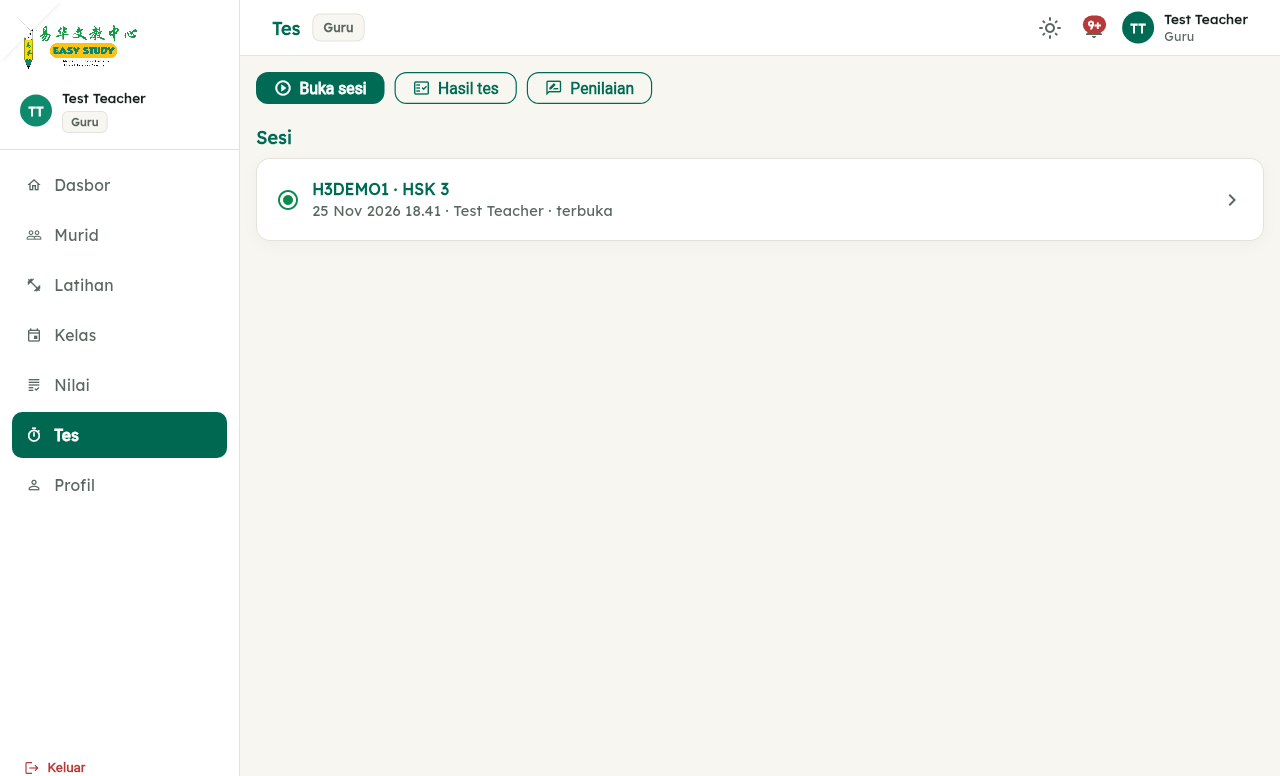 易华文教中心
EASY STUDY
TT
Test Teacher
Guru
Dasbor
Murid
Latihan
Kelas
Nilai
Tes
Profil
Keluar
Tes
Guru
9+
TT
Test Teacher
Guru
Buka sesi
Hasil tes
Penilaian
Sesi
H3DEMO1 · HSK 3
25 Nov 2026 18.41 · Test Teacher · terbuka